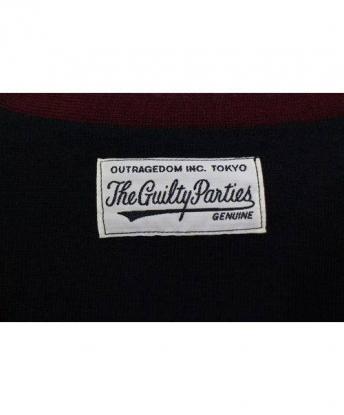 OUTRAGEDOM INC. TOKYO
The Guilty Parties
GENUINE